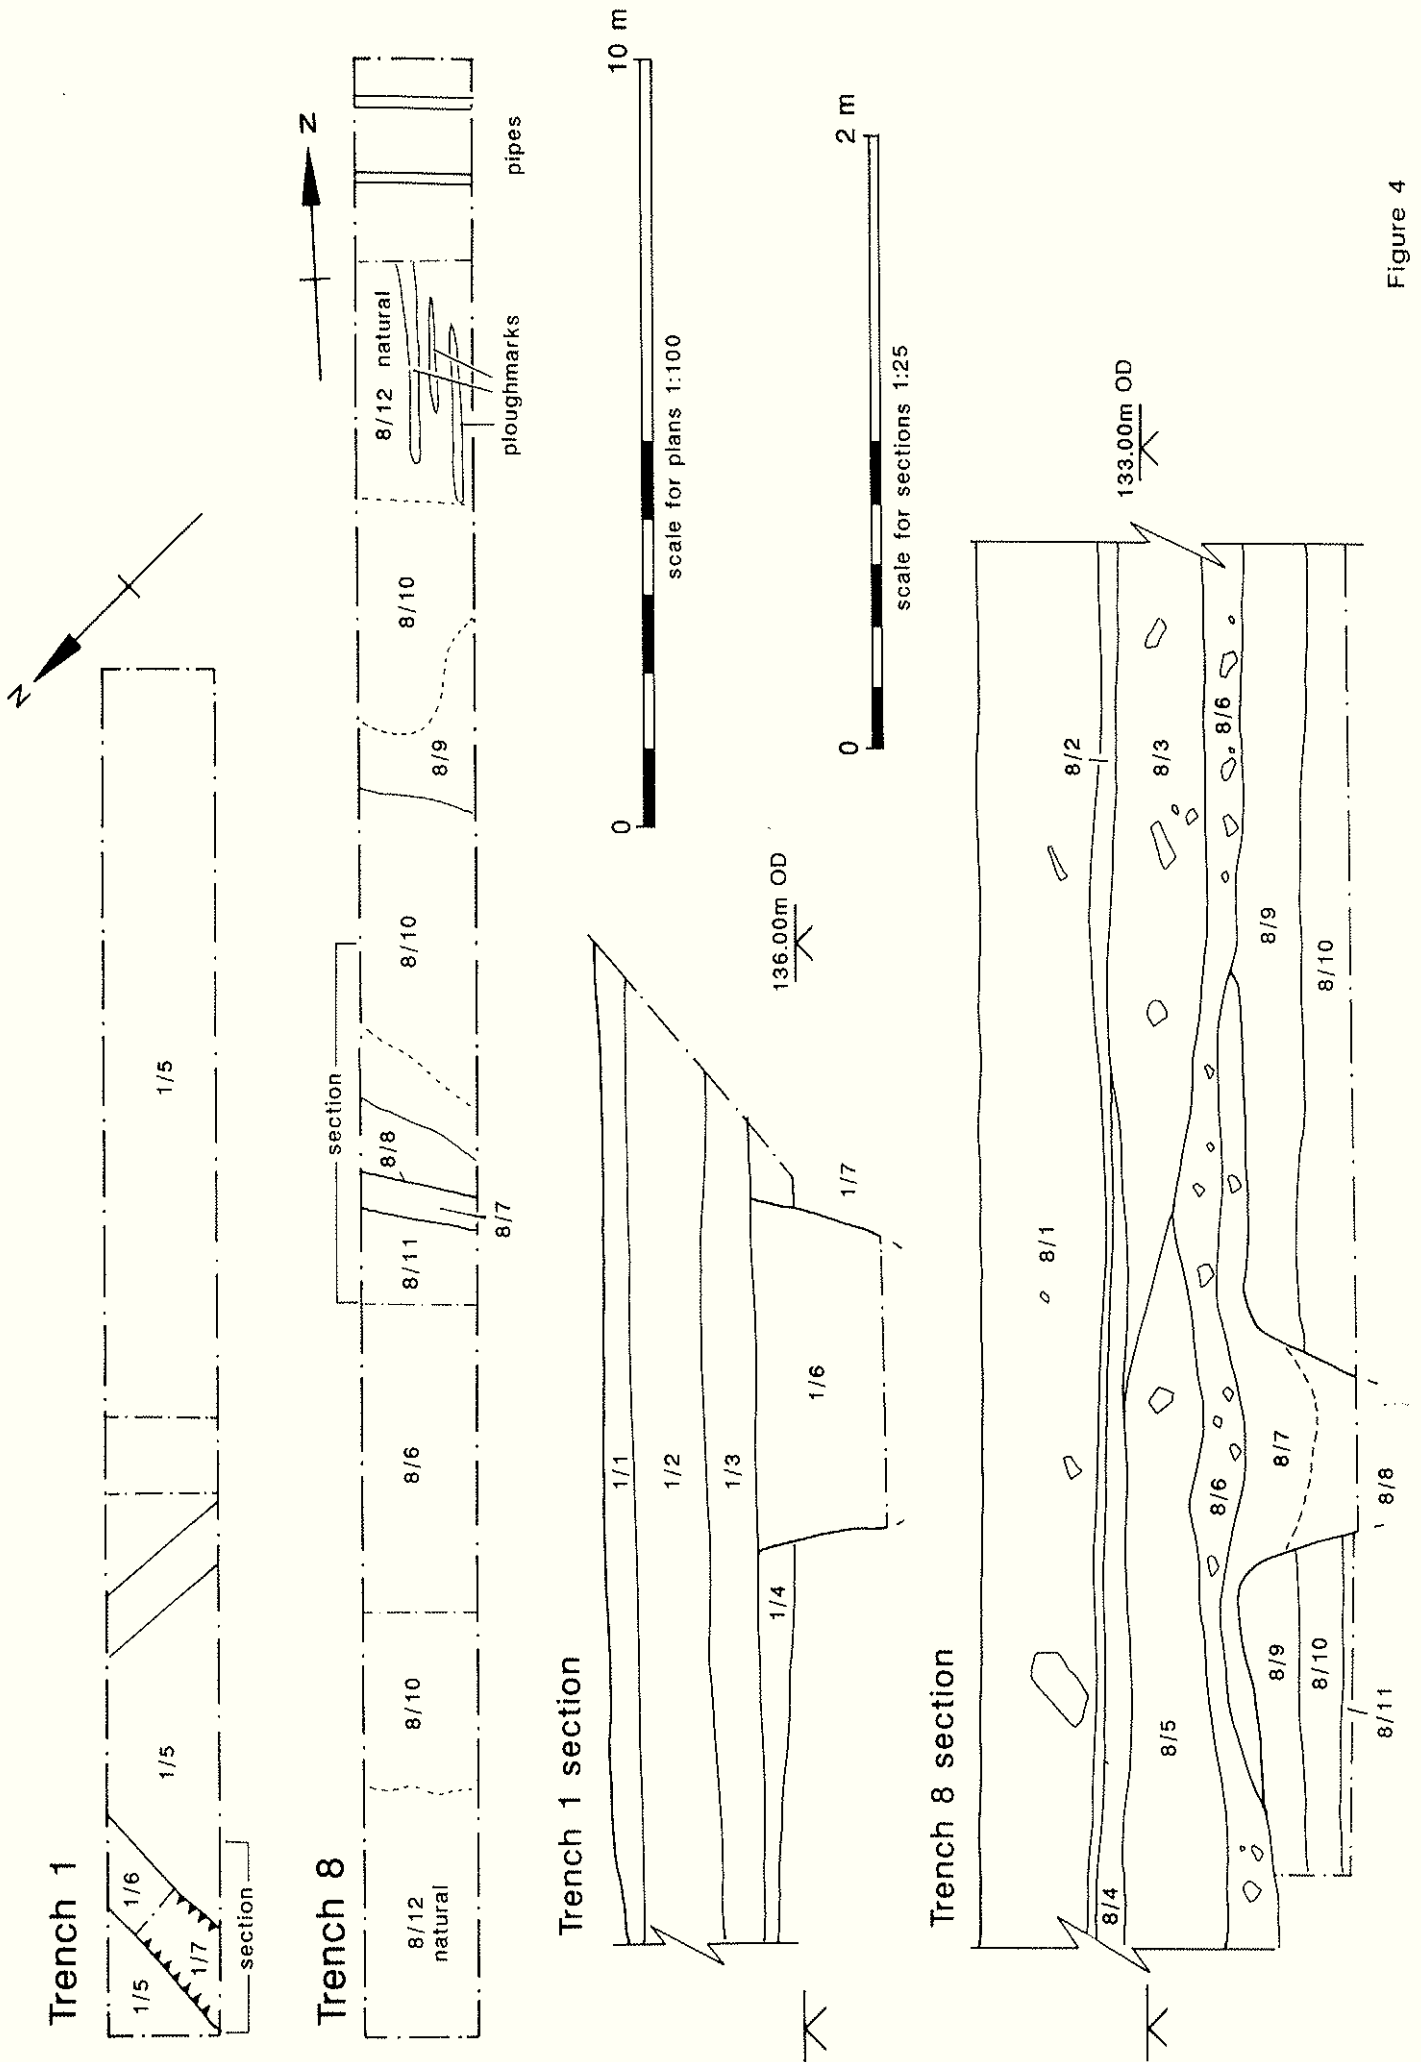 Trench 1
N
1/5
1/6
1/7
1/5
1/5
section
Trench 8
N
8/12
natural
8/10
8/6
8/11
8/7
8/8
section
8/10
8/9
8/10
8/12 natural
ploughmarks
pipes
0
10 m
scale for plans 1:100
Trench 1 section
1/1
1/2
1/3
1/4
1/6
1/7
136.00m OD
0
2 m
scale for sections 1:25
Trench 8 section
8/1
8/2
8/3
8/4
8/5
8/6
8/6
8/7
8/8
8/9
8/10
8/11
8/9
8/10
133.00m OD
Figure 4